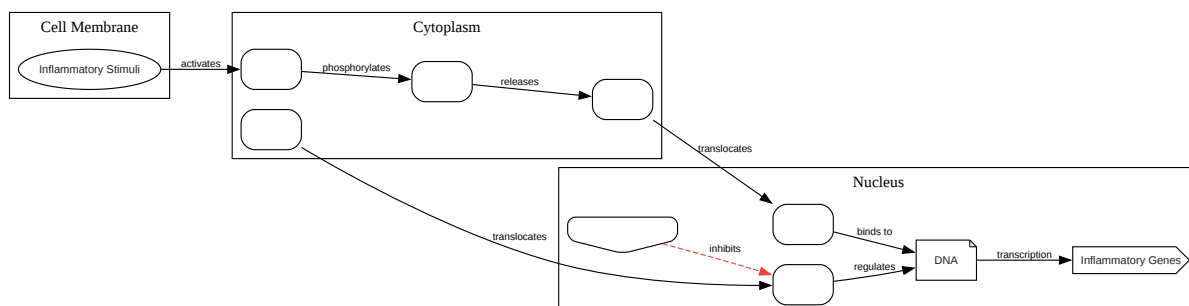 Cell Membrane
Inflammatory Stimuli
activates
Cytoplasm
phosphorylates
releases
translocates
translocates
Nucleus
inhibits
binds to
regulates
DNA
transcription
Inflammatory Genes